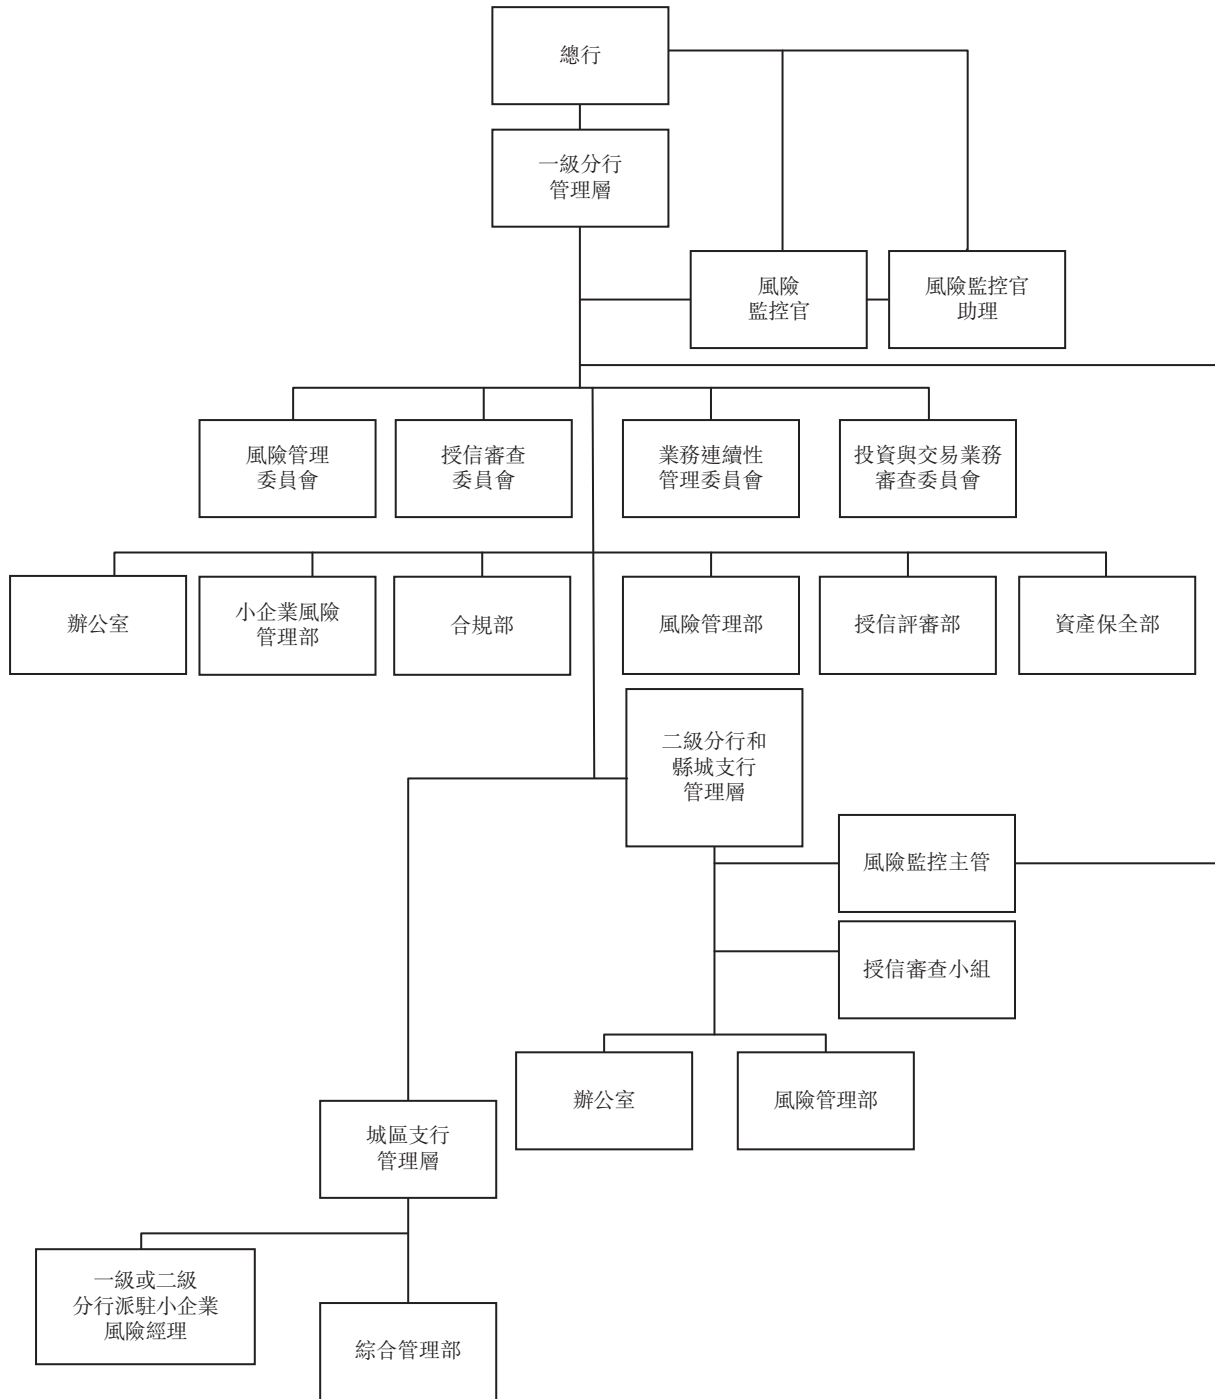 總行
一級分行
管理層
風險
監控官
風險監控官
助理
風險管理
委員會
授信審查
委員會
業務連續性
管理委員會
投資與交易業務
審查委員會
辦公室
小企業風險
管理部
合規部
風險管理部
授信評審部
資產保全部
二級分行和
縣城支行
管理層
風險監控主管
授信審查小組
辦公室
風險管理部
城區支行
管理層
一級或二級
分行派駐小企業
風險經理
綜合管理部